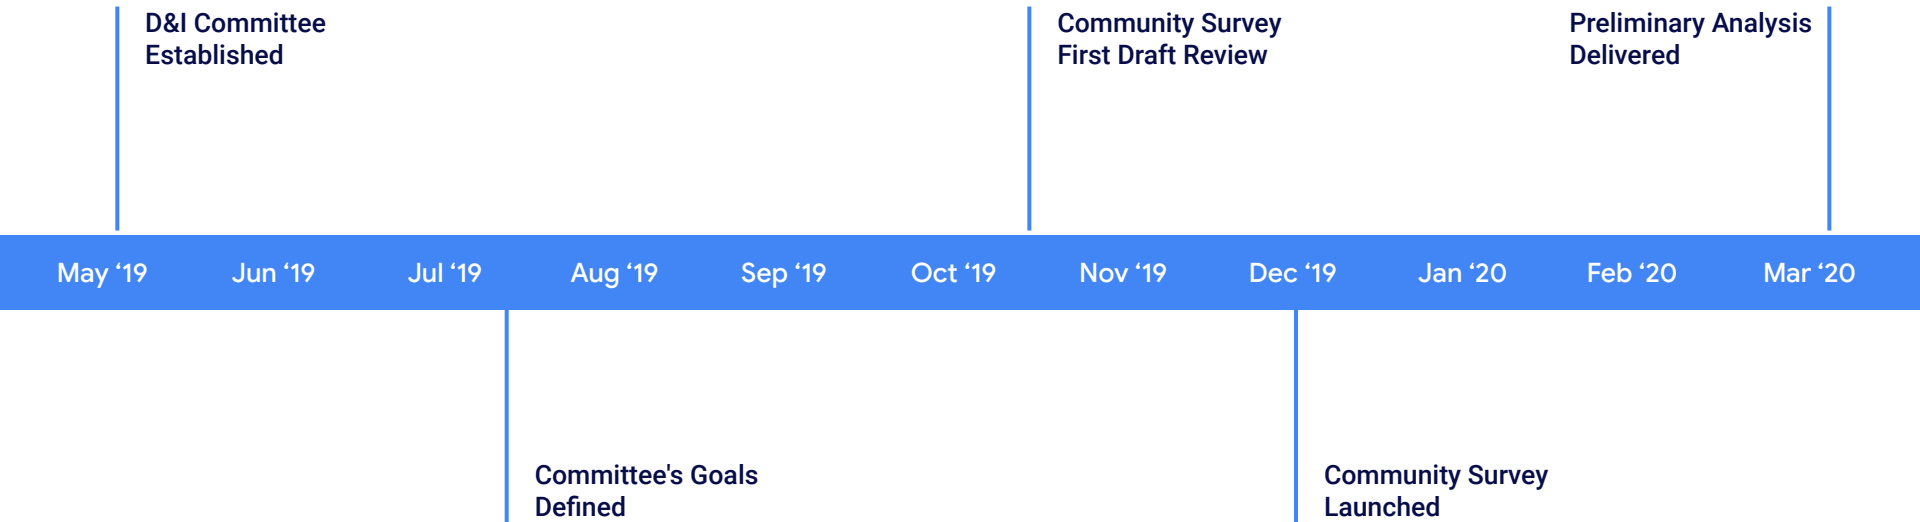 D&I Committee
Established
Community Survey
First Draft Review
Preliminary Analysis
Delivered
May ‘19 Jun ‘19 Jul ‘19 Aug ‘19 Sep ‘19 Oct ‘19 Nov ‘19 Dec ‘19 Jan ‘20 Feb ‘20 Mar ‘20
Committee's Goals
Defined
Community Survey
Launched